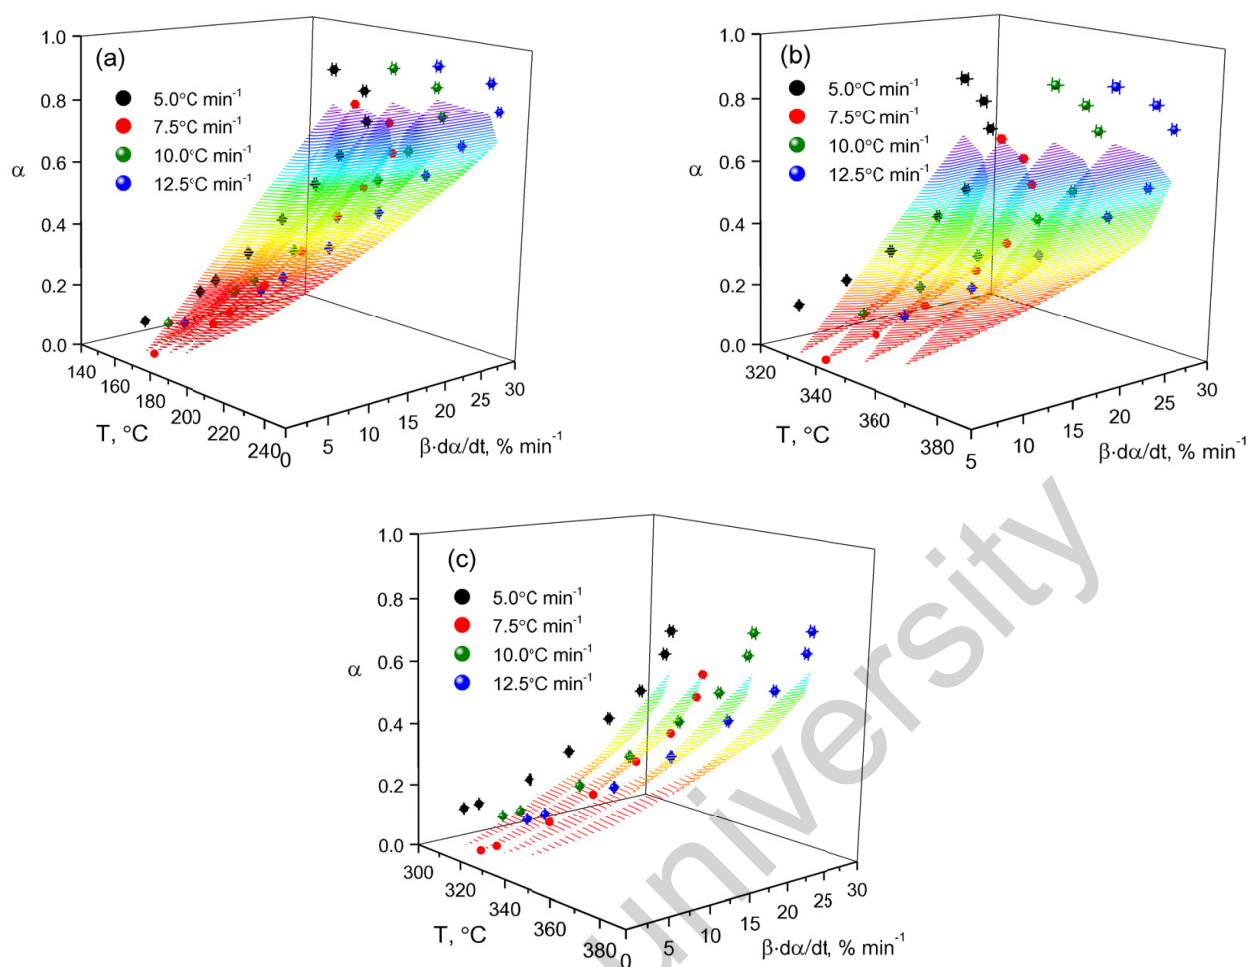 (a)
1.0
0.8
0.6
0.4
0.2
0.0
α
5.0°C min⁻¹
7.5°C min⁻¹
10.0°C min⁻¹
12.5°C min⁻¹
140
160
180
200
220
240
T, °C
0
5
10
15
20
25
30
β·dα/dt, % min⁻¹
(b)
1.0
0.8
0.6
0.4
0.2
0.0
α
5.0°C min⁻¹
7.5°C min⁻¹
10.0°C min⁻¹
12.5°C min⁻¹
320
340
360
380
T, °C
5
10
15
20
25
30
β·dα/dt, % min⁻¹
(c)
1.0
0.8
0.6
0.4
0.2
0.0
α
5.0°C min⁻¹
7.5°C min⁻¹
10.0°C min⁻¹
12.5°C min⁻¹
300
320
340
360
380
T, °C
0
5
10
15
20
25
30
β·dα/dt, % min⁻¹
university